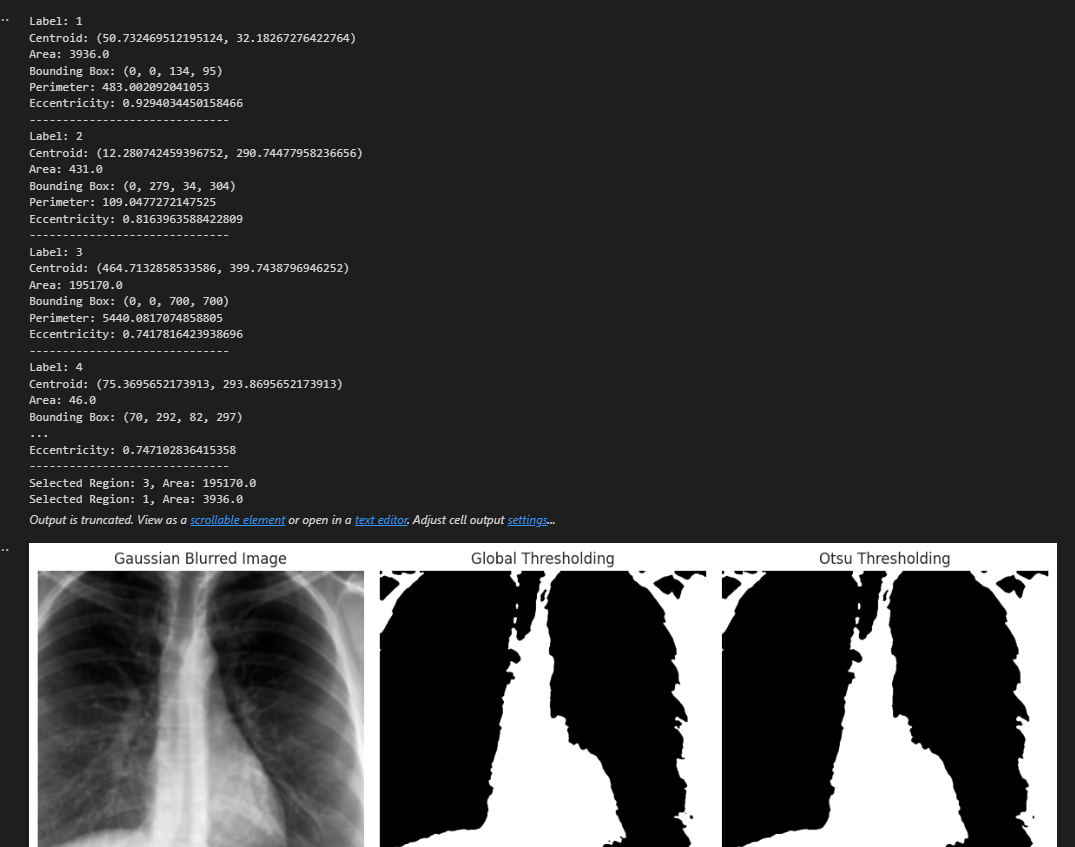 Label: 1
Centroid: (50.732469512195124, 32.18267276422764)
Area: 3936.0
Bounding Box: (0, 0, 134, 95)
Perimeter: 483.002092041053
Eccentricity: 0.9294034450158466
------------------------------
Label: 2
Centroid: (12.280742459396752, 290.74477958236656)
Area: 431.0
Bounding Box: (0, 279, 34, 304)
Perimeter: 109.0477272147525
Eccentricity: 0.8163963588422809
------------------------------
Label: 3
Centroid: (464.7132858533586, 399.7438796946252)
Area: 195170.0
Bounding Box: (0, 0, 700, 700)
Perimeter: 5440.0817074858805
Eccentricity: 0.7417816423938696
------------------------------
Label: 4
Centroid: (75.3695652173913, 293.8695652173913)
Area: 46.0
Bounding Box: (70, 292, 82, 297)
...
Eccentricity: 0.747102836415358
------------------------------
Selected Region: 3, Area: 195170.0
Selected Region: 1, Area: 3936.0
Output is truncated. View as a scrollable element or open in a text editor. Adjust cell output settings...
Gaussian Blurred Image
Global Thresholding
Otsu Thresholding